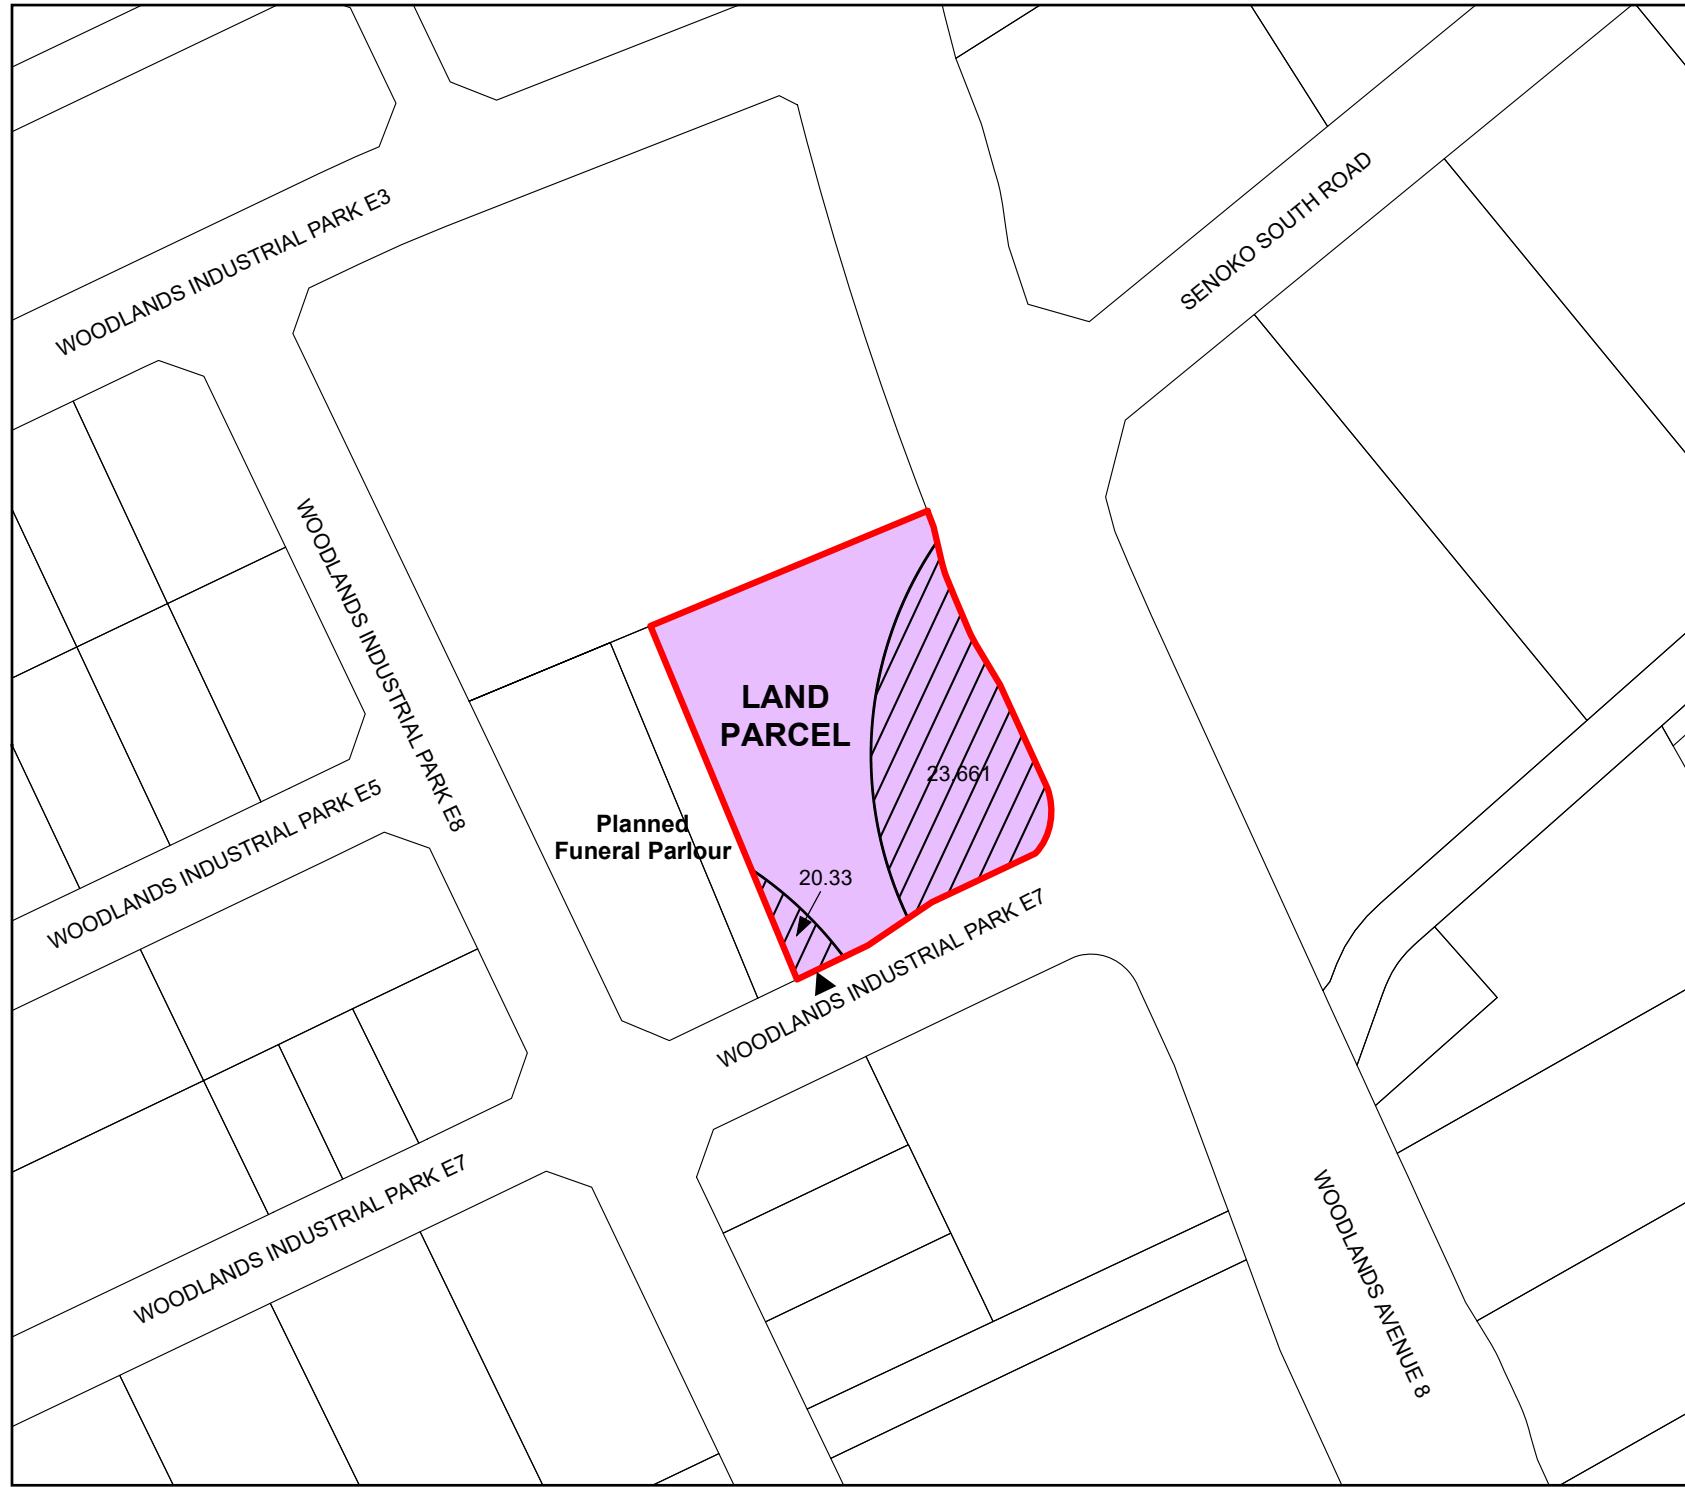 WOODLANDS INDUSTRIAL PARK E3
SENOKO SOUTH ROAD
WOODLANDS INDUSTRIAL PARK E8
LAND
PARCEL
23.661
Planned
Funeral Parlour
20.33
WOODLANDS INDUSTRIAL PARK E5
WOODLANDS INDUSTRIAL PARK E7
WOODLANDS INDUSTRIAL PARK E7
WOODLANDS AVENUE 8